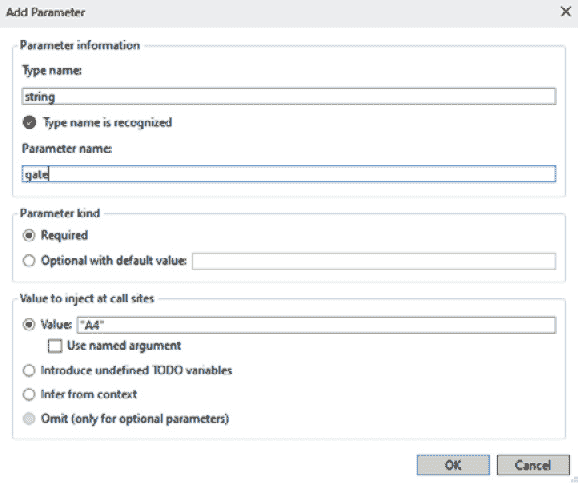 Add Parameter
Parameter information
Type name:
string
Type name is recognized
Parameter name:
gate
Parameter kind
Required
Optional with default value:
Value to inject at call sites
Value: "A4"
Use named argument
Introduce undefined TODO variables
Infer from context
Omit (only for optional parameters)
OK Cancel